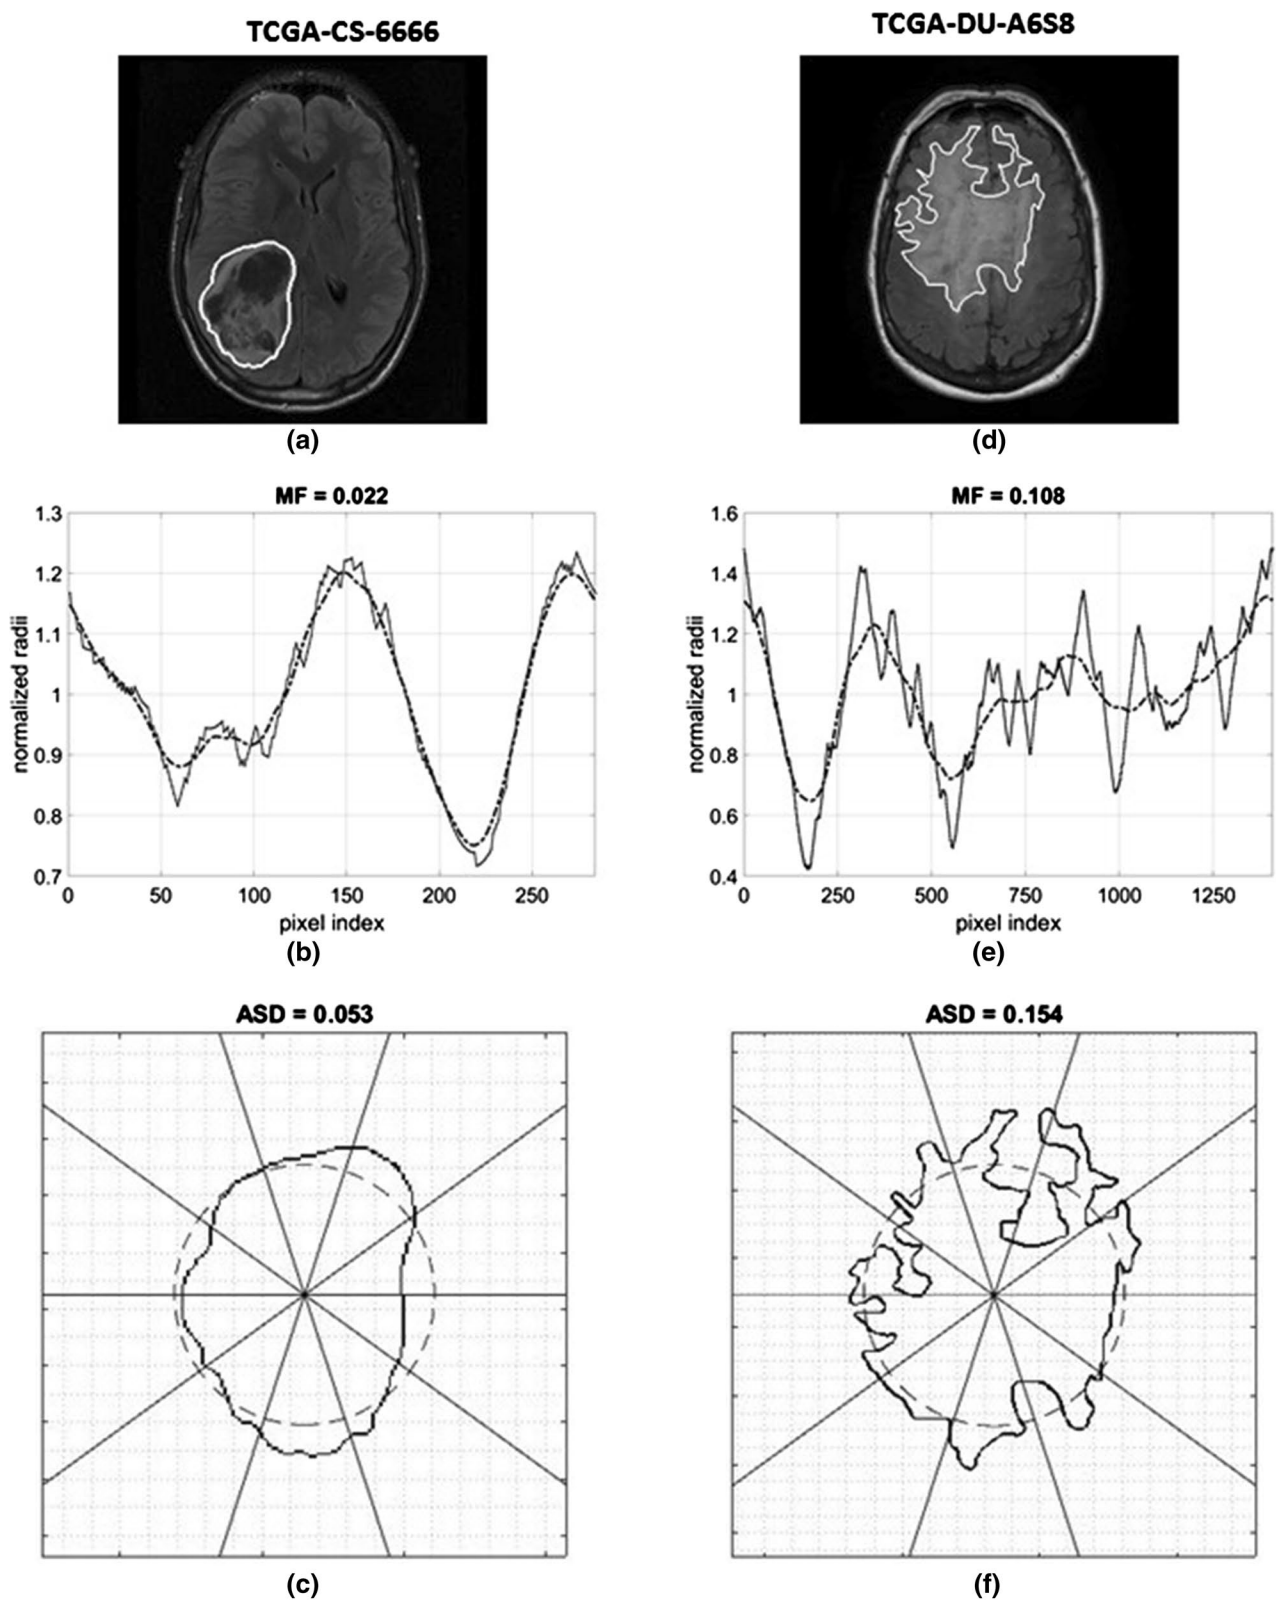 TCGA-CS-6666
TCGA-DU-A6S8
(a)
(d)
MF = 0.022
1.3
1.2
1.1
1
0.9
0.8
0.7
normalized radii
0 50 100 150 200 250
pixel index
(b)
MF = 0.108
1.6
1.4
1.2
1
0.8
0.6
0.4
normalized radii
0 250 500 750 1000 1250
pixel index
(e)
ASD = 0.053
(c)
ASD = 0.154
(f)